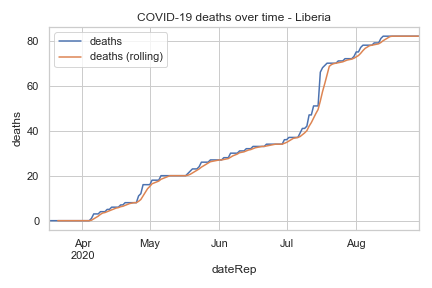 COVID-19 deaths over time - Liberia
deaths
deaths (rolling)
80
60
40
20
0
deaths
Apr
2020
May
Jun
Jul
Aug
dateRep